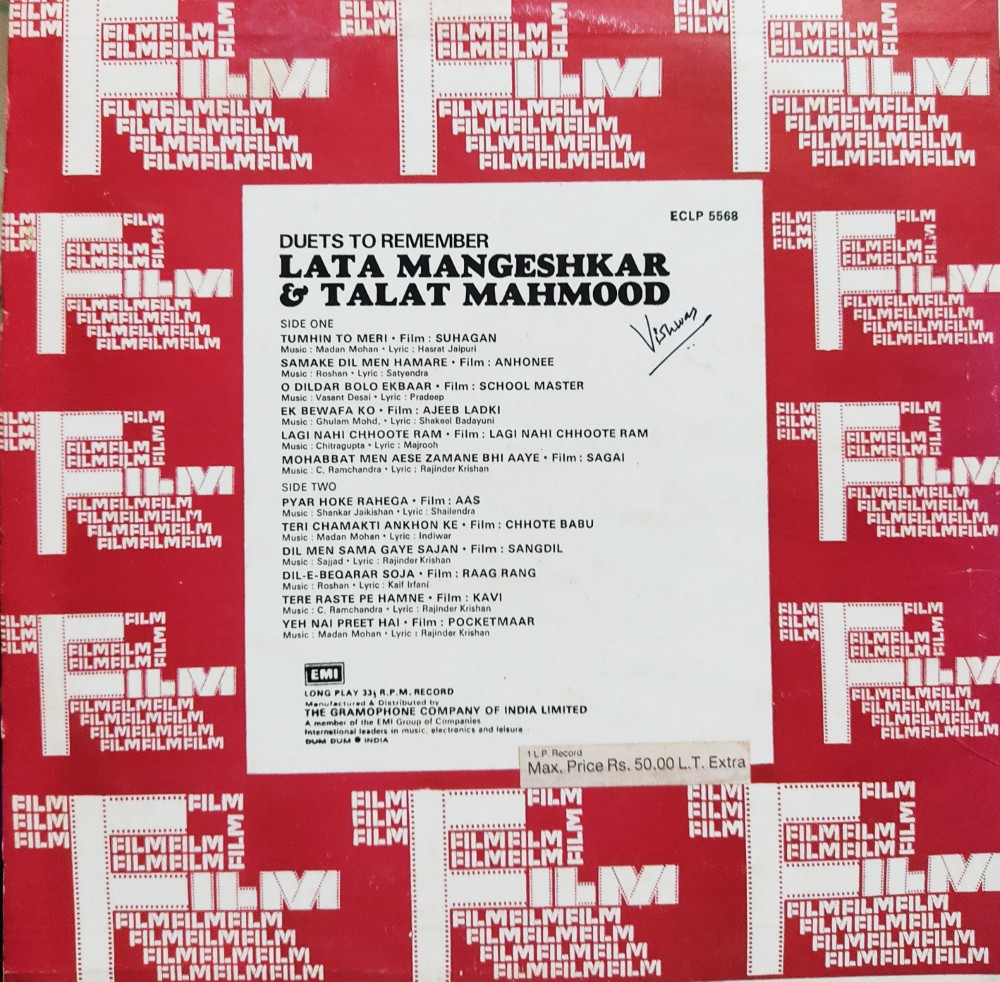 ECLP 5568
DUETS TO REMEMBER
LATA MANGESHKAR
& TALAT MAHMOOD
Vishwas
SIDE ONE
TUMHIN TO MERI • Film : SUHAGAN
Music : Madan Mohan • Lyric : Hasrat Jaipuri
SAMAKE DIL MEN HAMARE • Film : ANHONEE
Music : Roshan • Lyric : Satyendra
O DILDAR BOLO EKBAAR • Film : SCHOOL MASTER
Music : Vasant Desai • Lyric : Pradeep
EK BEWAFA KO • Film : AJEEB LADKI
Music : Ghulam Mohd. • Lyric : Shakeel Badayuni
LAGI NAHI CHHOOTE RAM • Film : LAGI NAHI CHHOOTE RAM
Music : Chitragupta • Lyric : Majrooh
MOHABBAT MEN AESE ZAMANE BHI AAYE • Film : SAGAI
Music : C. Ramchandra • Lyric : Rajinder Krishan
SIDE TWO
PYAR HOKE RAHEGA • Film : AAS
Music : Shankar Jaikishan • Lyric : Shailendra
TERI CHAMAKTI ANKHON KE • Film : CHHOTE BABU
Music : Madan Mohan • Lyric : Indiwar
DIL MEN SAMA GAYE SAJAN • Film : SANGDIL
Music : Sajjad • Lyric : Rajinder Krishan
DIL-E-BEQARAR SOJA • Film : RAAG RANG
Music : Roshan • Lyric : Kaif Irfani
TERE RASTE PE HAMNE • Film : KAVI
Music : C. Ramchandra • Lyric : Rajinder Krishan
YEH NAI PREET HAI • Film : POCKETMAAR
Music : Madan Mohan • Lyric : Rajinder Krishan
EMI
LONG PLAY 33⅓ R.P.M. RECORD
Manufactured & Distributed by
THE GRAMOPHONE COMPANY OF INDIA LIMITED
A member of the EMI Group of Companies
International leaders in music, electronics and leisure
DUM DUM • INDIA
1 L.P. Record
Max. Price Rs. 50.00 L.T. Extra